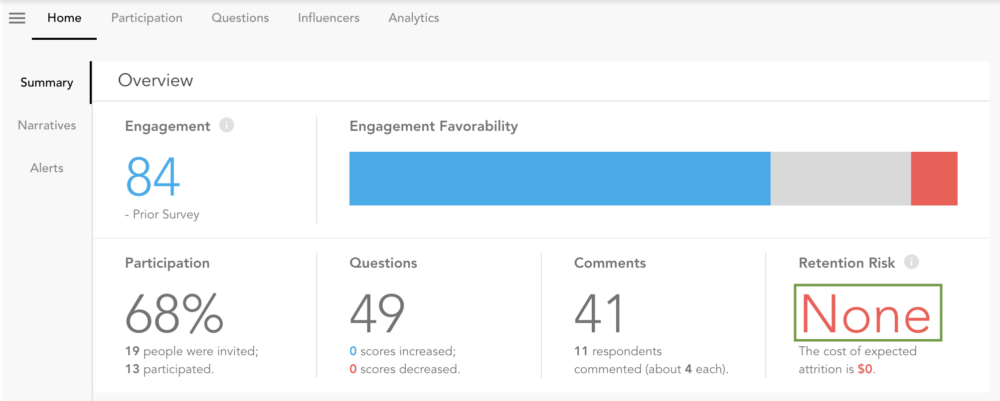 Home Participation Questions Influencers Analytics
Summary
Narratives
Alerts
Overview
Engagement i
84
- Prior Survey
Engagement Favorability
Participation
68%
19 people were invited;
13 participated.
Questions
49
0 scores increased;
0 scores decreased.
Comments
41
11 respondents
commented (about 4 each).
Retention Risk i
None
The cost of expected
attrition is $0.